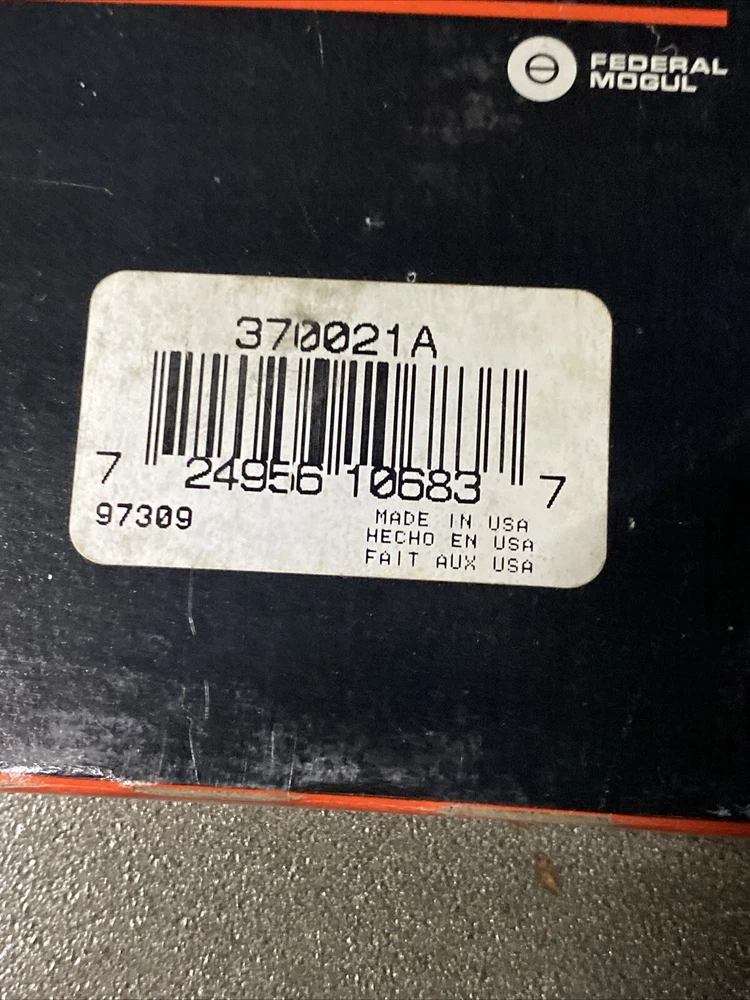 FEDERAL
MOGUL
370021A
7 24956 10683 7
97309
MADE IN USA
HECHO EN USA
FAIT AUX USA